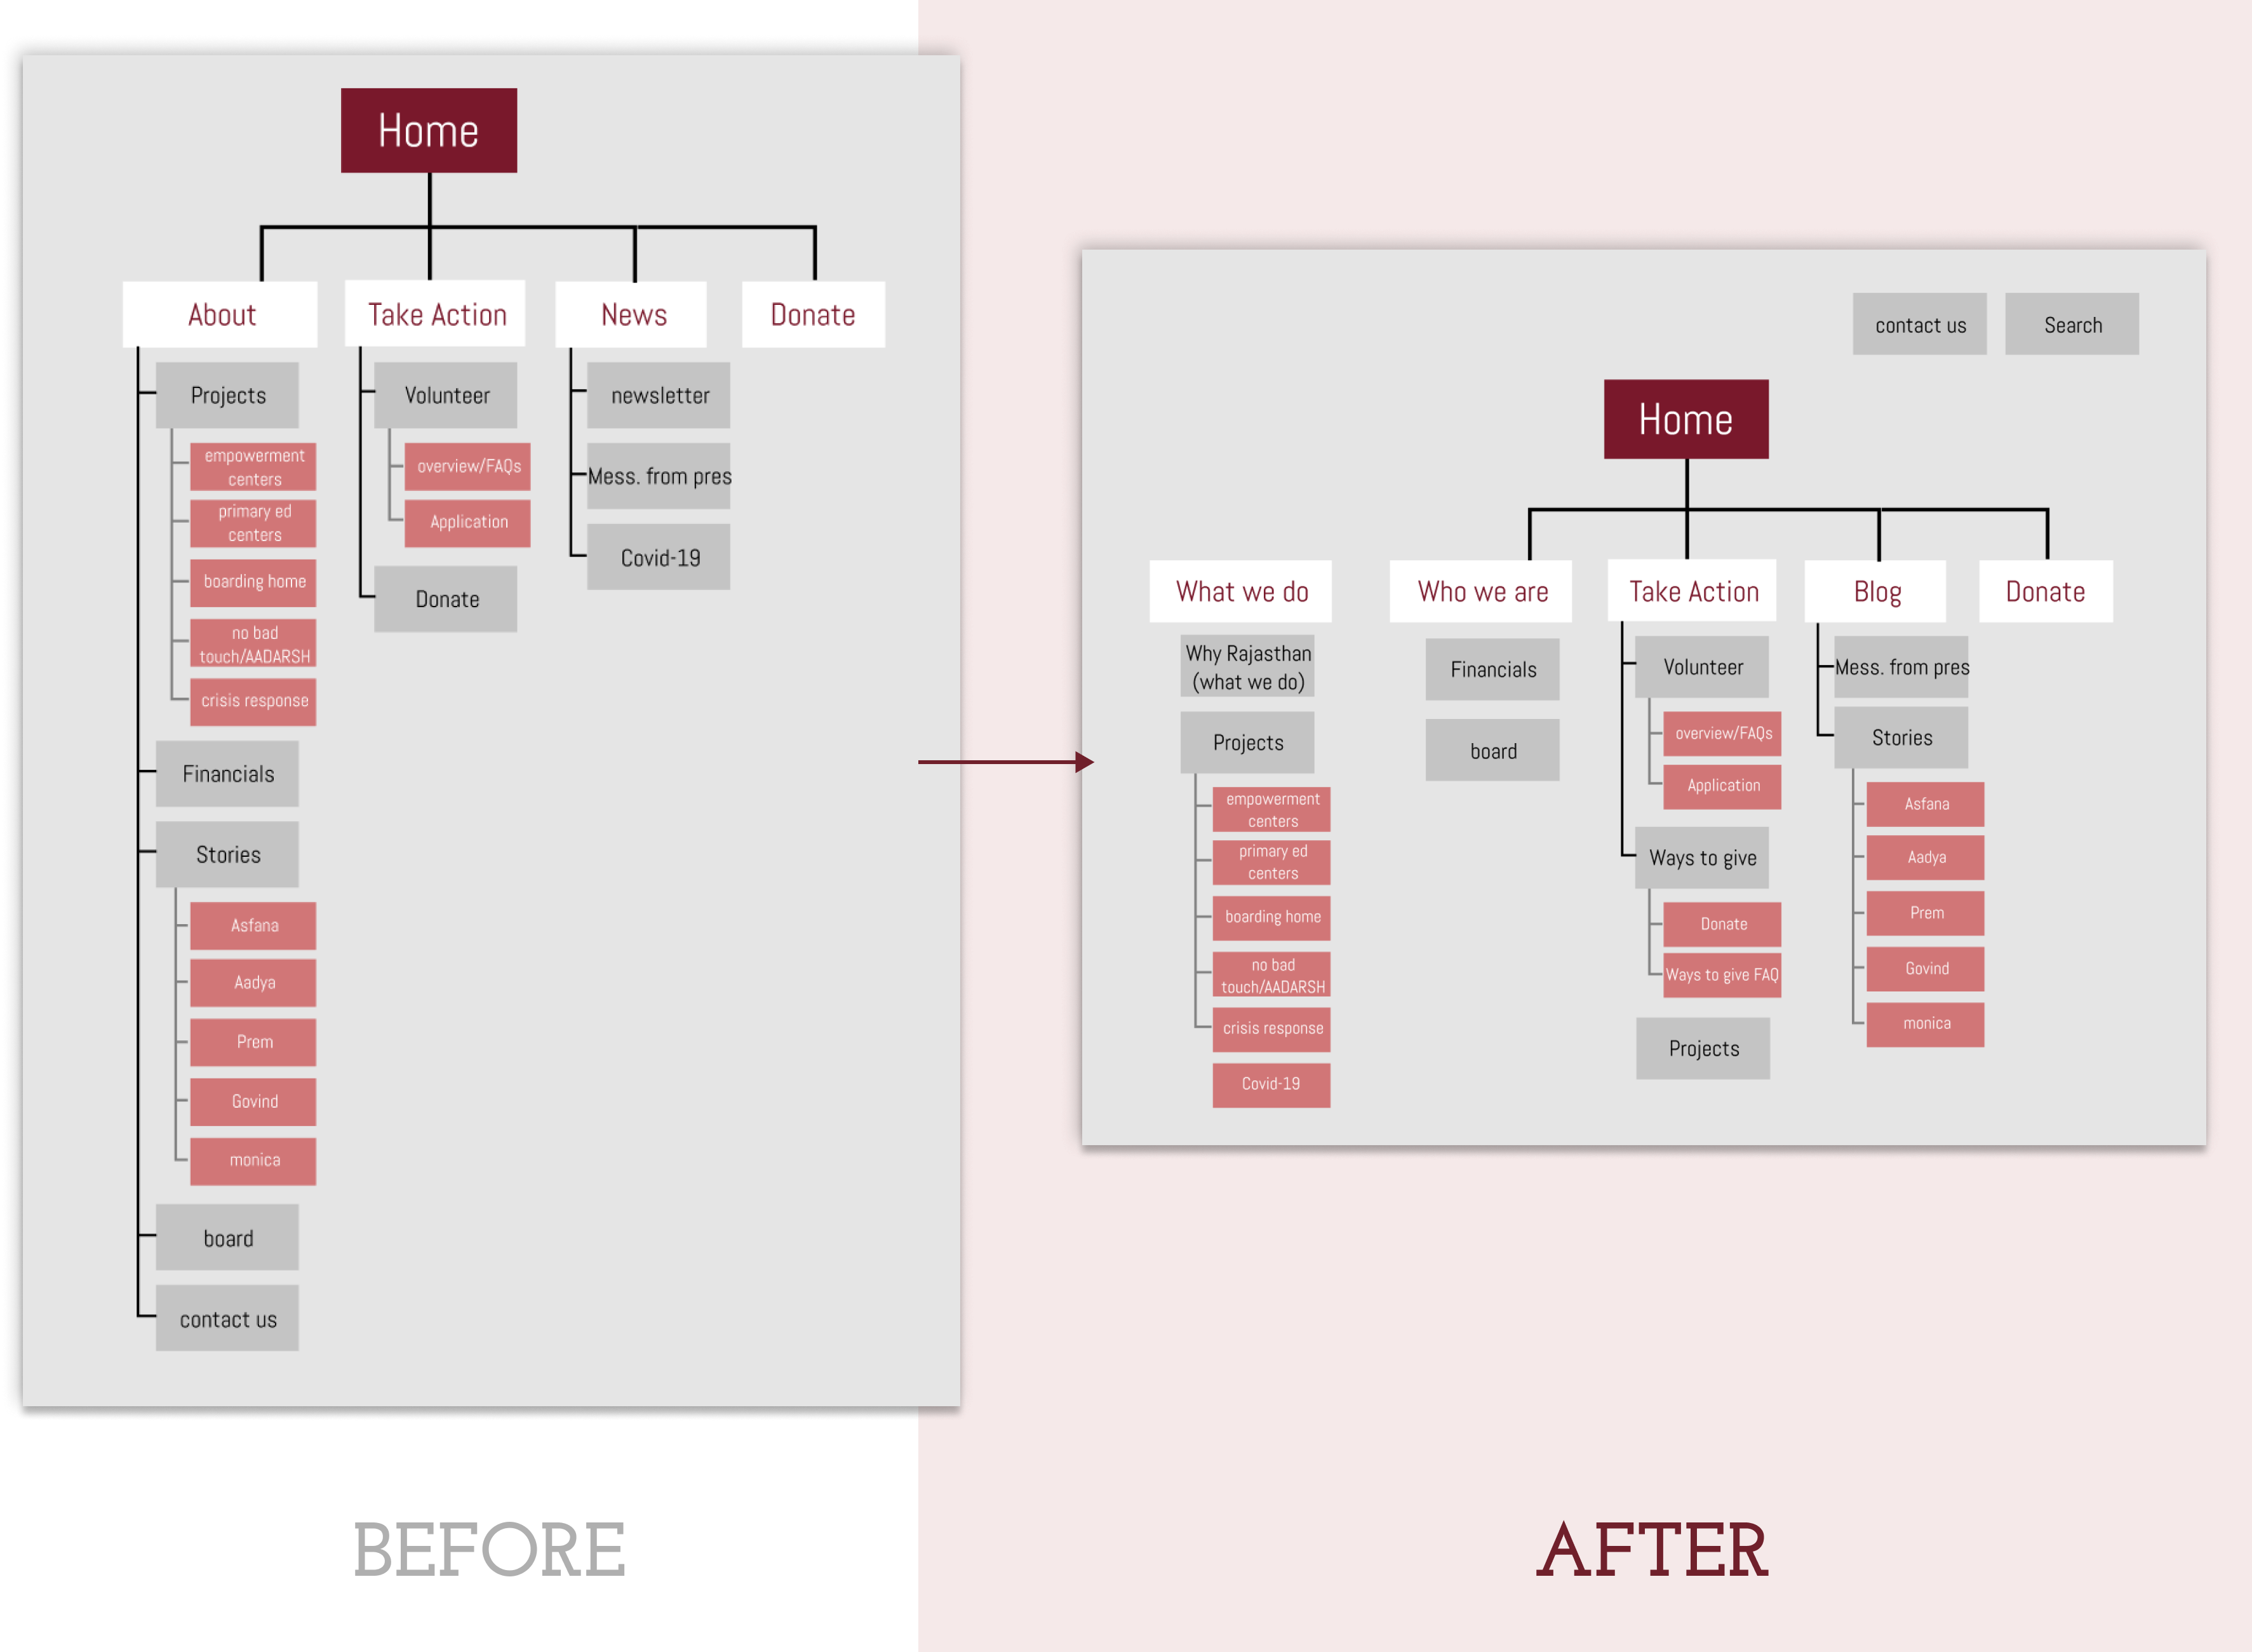 Home
About
Take Action
News
Donate
Projects
empowerment
centers
primary ed
centers
boarding home
no bad
touch/AADARSH
crisis response
Financials
Stories
Asfana
Aadya
Prem
Govind
monica
board
contact us
Volunteer
overview/FAQs
Application
Donate
newsletter
Mess. from pres
Covid-19
BEFORE
contact us
Search
Home
What we do
Who we are
Take Action
Blog
Donate
Why Rajasthan
(what we do)
Projects
empowerment
centers
primary ed
centers
boarding home
no bad
touch/AADARSH
crisis response
Covid-19
Financials
board
Volunteer
overview/FAQs
Application
Ways to give
Donate
Ways to give FAQ
Projects
Mess. from pres
Stories
Asfana
Aadya
Prem
Govind
monica
AFTER